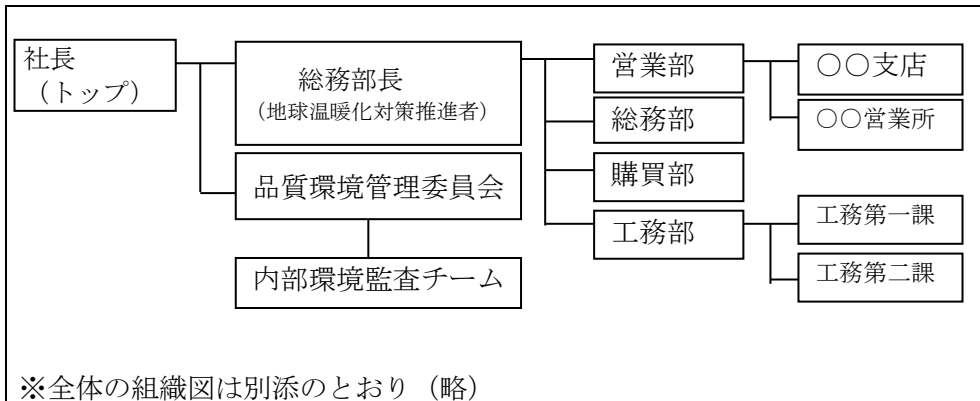 社長
（トップ）
総務部長
（地球温暖化対策推進者）
品質環境管理委員会
内部環境監査チーム
営業部
総務部
購買部
工務部
○○支店
○○営業所
工務第一課
工務第二課
※全体の組織図は別添のとおり（略）